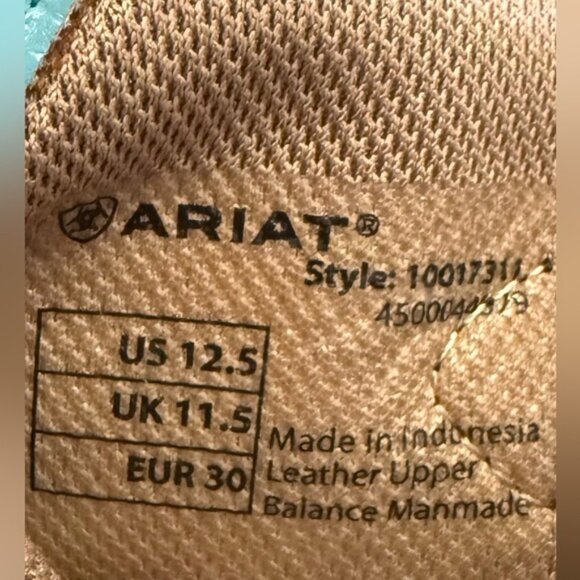 ARIAT®
Style:
US 12.5
UK 11.5
EUR 30
Made in Indonesia
Leather Upper
Balance Manmade